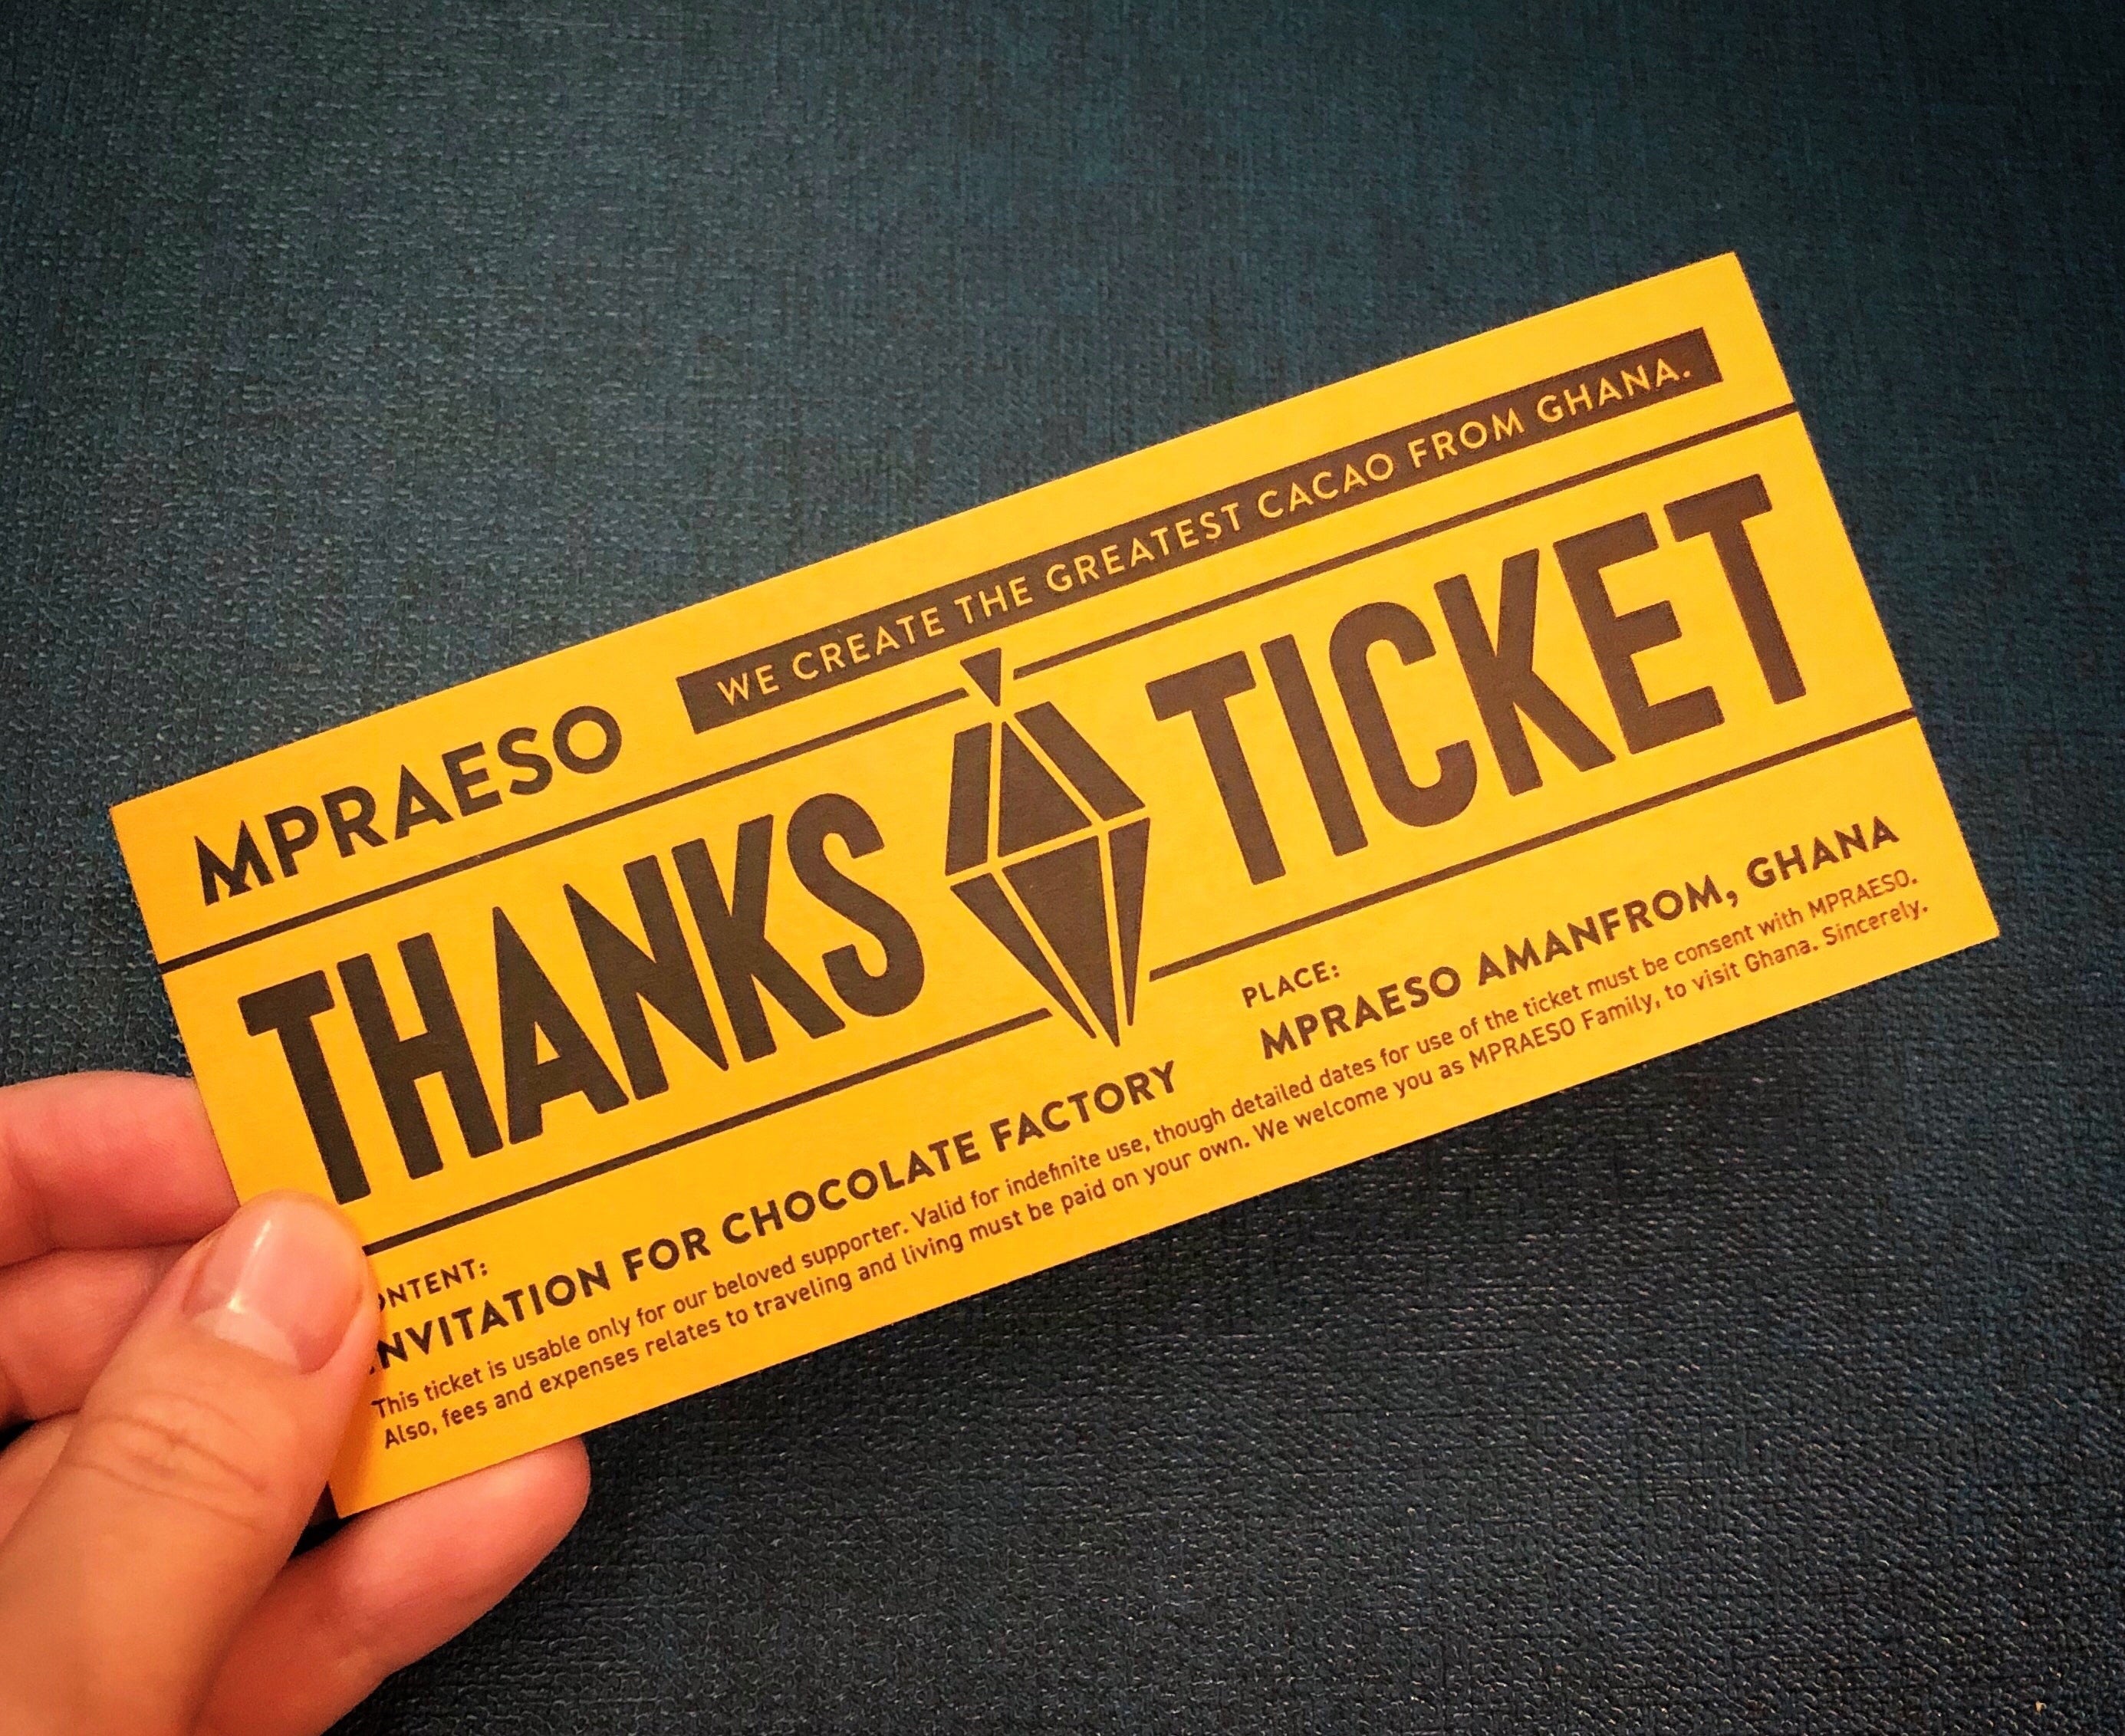 MPRAESO
WE CREATE THE GREATEST CACAO FROM GHANA.
THANKS TICKET
ONTENT:
INVITATION FOR CHOCOLATE FACTORY
PLACE:
MPRAESO AMANFROM, GHANA
This ticket is usable only for our beloved supporter. Valid for indefinite use, though detailed dates for use of the ticket must be consent with MPRAESO.
Also, fees and expenses relates to traveling and living must be paid on your own. We welcome you as MPRAESO Family, to visit Ghana. Sincerely.